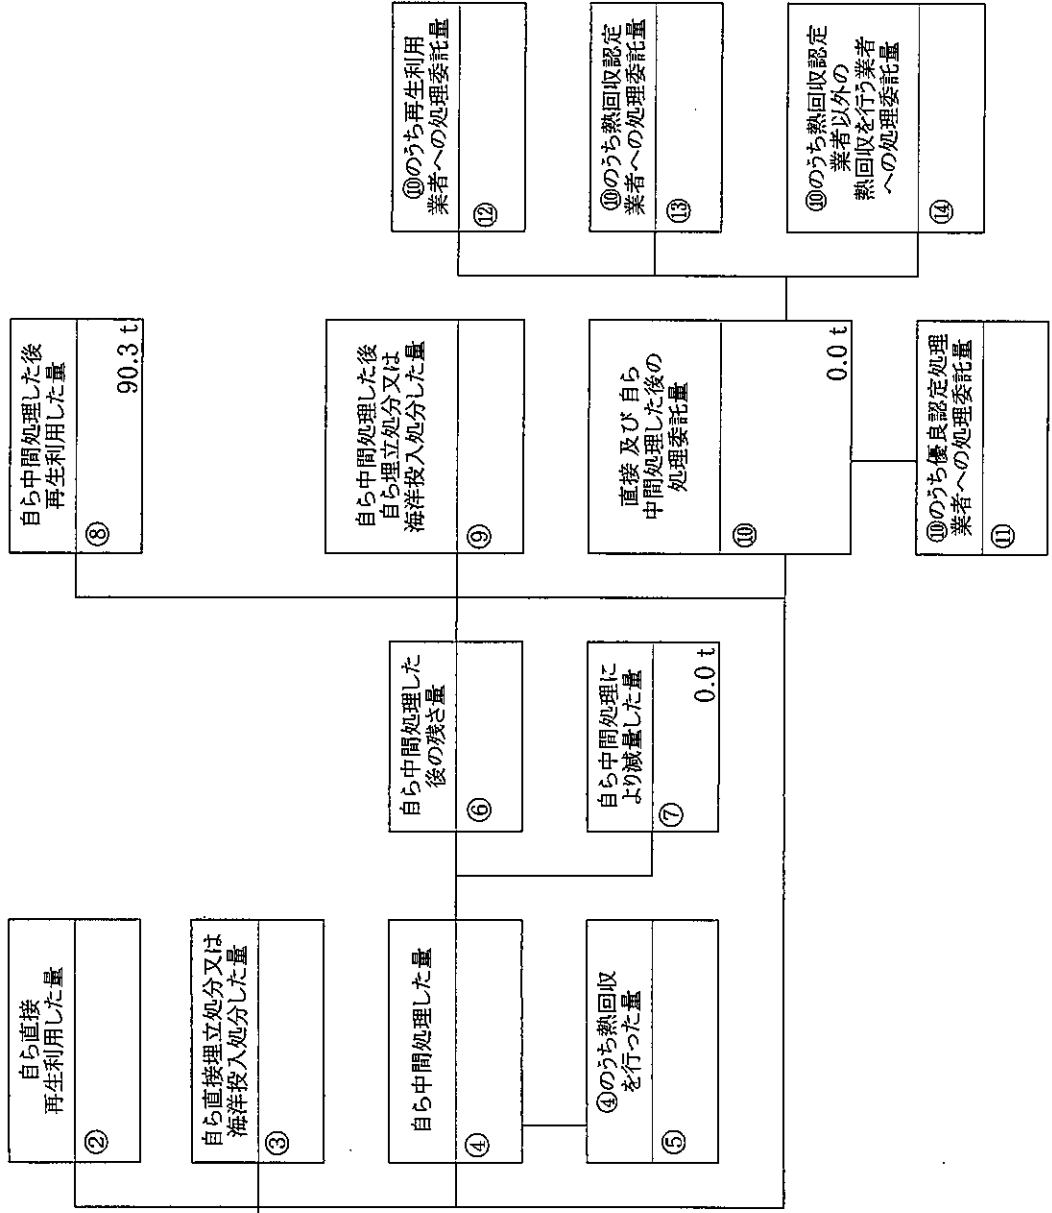 自ら直接
再生利用した量
②
自ら直接埋立処分又は
海洋投入処分した量
③
自ら中間処理した量
④
④のうち熱回収
を行った量
⑤
自ら中間処理した
後の残さ量
⑥
自ら中間処理に
より減量した量
⑦
0.0 t
自ら中間処理した後
再生利用した量
⑧
90.3 t
自ら中間処理した後
自ら埋立処分又は
海洋投入処分した量
⑨
直接 及び 自ら
中間処理した後の
処理委託量
⑩
0.0 t
⑩のうち優良認定処理
業者への処理委託量
⑪
⑩のうち再生利用
業者への処理委託量
⑫
⑩のうち熱回収認定
業者への処理委託量
⑬
⑩のうち熱回収認定
業者以外の
熱回収を行う業者
への処理委託量
⑭